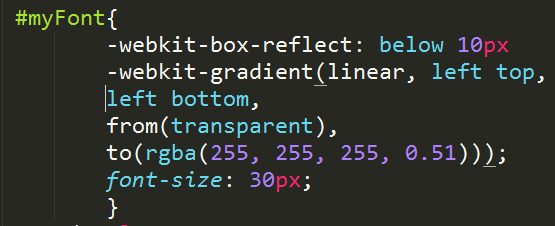 #myFont{
-webkit-box-reflect: below 10px
-webkit-gradient(linear, left top,
left bottom,
from(transparent),
to(rgba(255, 255, 255, 0.51)));
font-size: 30px;
}